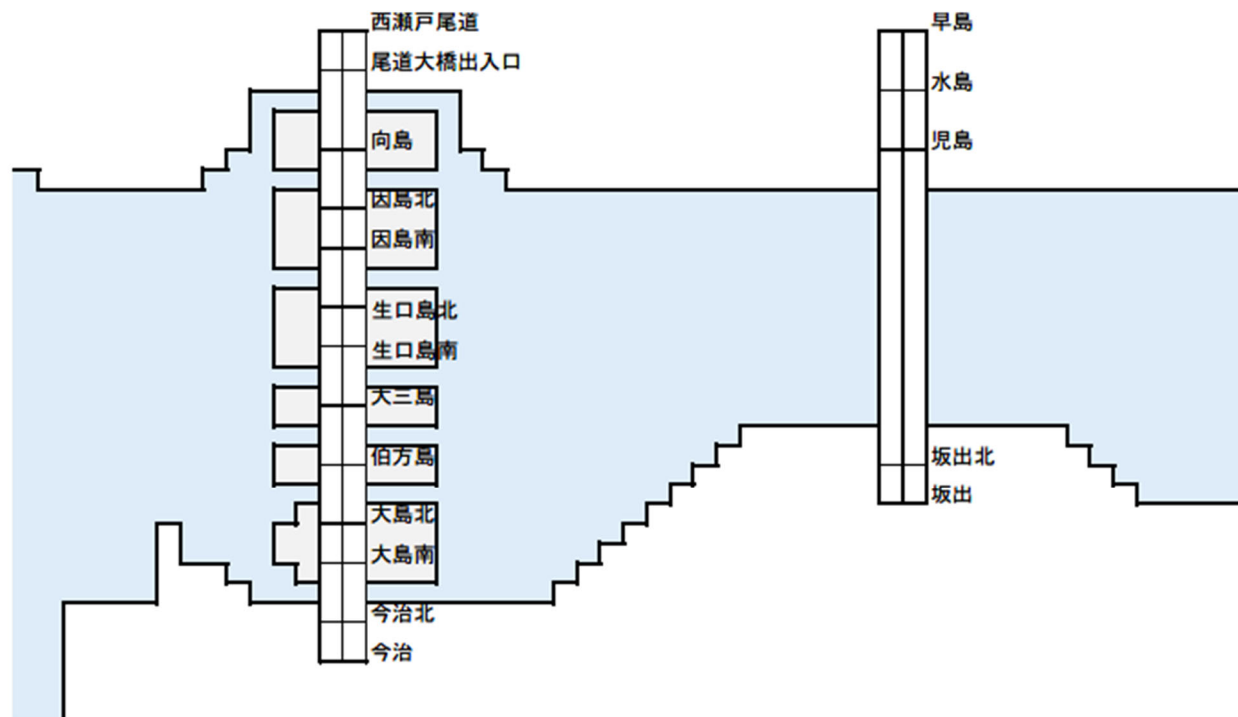 西瀬戸尾道
尾道大橋出入口
向島
因島北
因島南
生口島北
生口島南
大三島
伯方島
大島北
大島南
今治北
今治
早島
水島
児島
坂出北
坂出